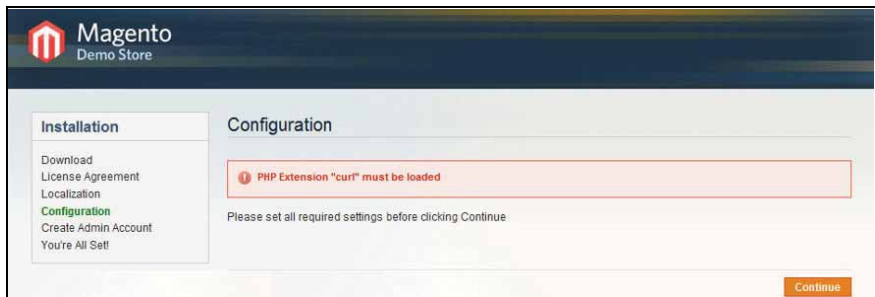 Magento
Demo Store
Installation
Download
License Agreement
Localization
Configuration
Create Admin Account
You're All Set!
Configuration
PHP Extension "curl" must be loaded
Please set all required settings before clicking Continue
Continue